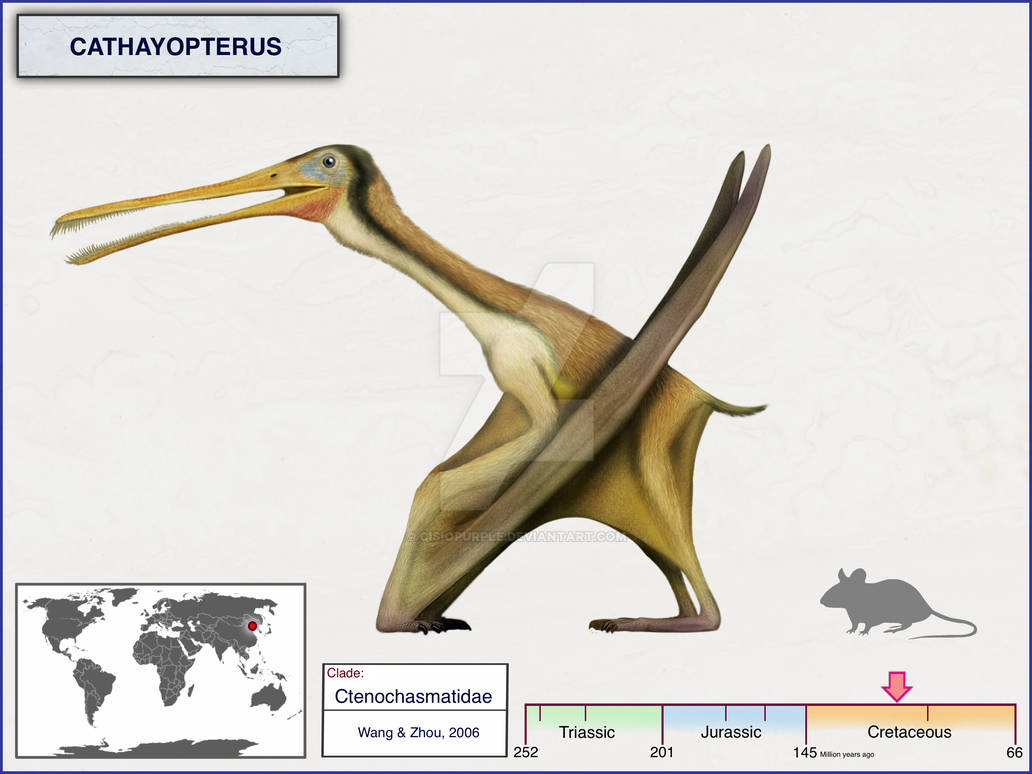 CATHAYOPTERUS
© CISIOPURPLE.DEVIANTART.COM
Clade:
Ctenochasmatidae
Wang & Zhou, 2006
Triassic
Jurassic
Cretaceous
252
201
145
Million years ago
66